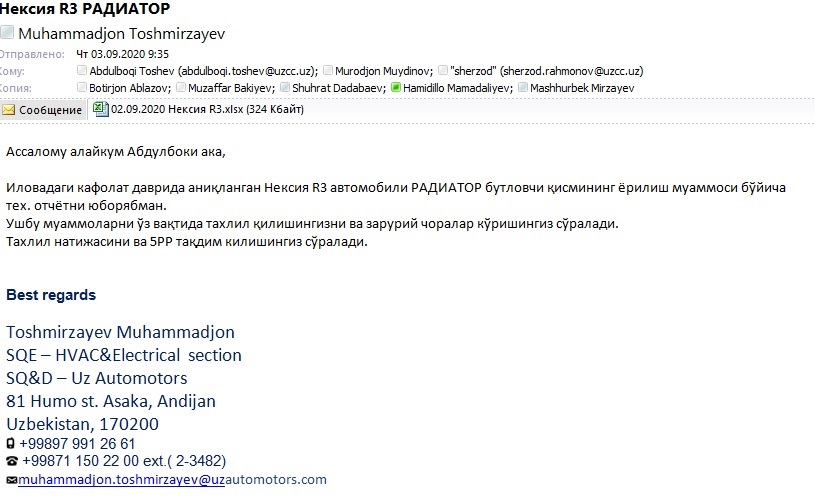 Нексия R3 РАДИАТОР
Muhammadjon Toshmirzayev
Отправлено: Чт 03.09.2020 9:35
Кому: Abdulboqi Toshev (abdulboqi.toshev@uzcc.uz); Murodjon Muydinov; "sherzod" (sherzod.rahmonov@uzcc.uz)
Копия: Botirjon Ablazov; Muzaffar Bakiyev; Shuhrat Dadabaev; Hamidillo Mamadaliyev; Mashhurbek Mirzayev
Сообщение 02.09.2020 Нексия R3.xlsx (324 Кбайт)
Ассалому алайкум Абдулбоки ака,
Иловадаги кафолат даврида аниқланган Нексия R3 автомобили РАДИАТОР бутловчи қисмининг ёрилиш муаммоси бўйича
тех. отчётни юборябман.
Ушбу муаммоларни ўз вақтида тахлил қилишингизни ва зарурий чоралар кўришингиз сўралади.
Тахлил натижасини ва 5РР тақдим килишингиз сўралади.
Best regards
Toshmirzayev Muhammadjon
SQE – HVAC&Electrical section
SQ&D – Uz Automotors
81 Humo st. Asaka, Andijan
Uzbekistan, 170200
+99897 991 26 61
+99871 150 22 00 ext.( 2-3482)
muhammadjon.toshmirzayev@uzautomotors.com